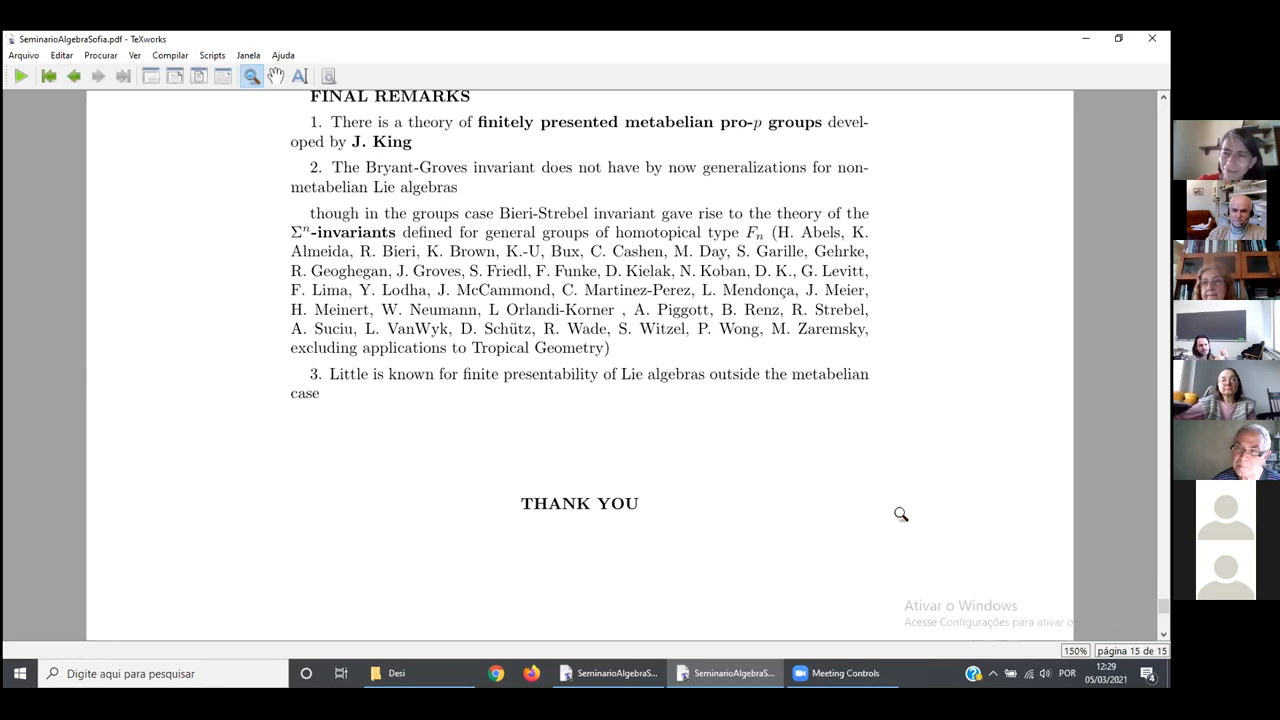 SeminarioAlgebraSofia.pdf - TeXworks
Arquivo Editar Procurar Ver Compilar Scripts Janela Ajuda
FINAL REMARKS
1. There is a theory of finitely presented metabelian pro-p groups devel-
oped by J. King
2. The Bryant-Groves invariant does not have by now generalizations for non-
metabelian Lie algebras
though in the groups case Bieri-Strebel invariant gave rise to the theory of the
Σⁿ-invariants defined for general groups of homotopical type Fₙ (H. Abels, K.
Almeida, R. Bieri, K. Brown, K.-U, Bux, C. Cashen, M. Day, S. Garille, Gehrke,
R. Geoghegan, J. Groves, S. Friedl, F. Funke, D. Kielak, N. Koban, D. K., G. Levitt,
F. Lima, Y. Lodha, J. McCammond, C. Martinez-Perez, L. Mendonça, J. Meier,
H. Meinert, W. Neumann, L Orlandi-Korner , A. Piggott, B. Renz, R. Strebel,
A. Suciu, L. VanWyk, D. Schütz, R. Wade, S. Witzel, P. Wong, M. Zaremsky,
excluding applications to Tropical Geometry)
3. Little is known for finite presentability of Lie algebras outside the metabelian
case
THANK YOU
Ativar o Windows
Acesse Configurações para ativar o
150% página 15 de 15
Digite aqui para pesquisar
Desi
SeminarioAlgebraS...
SeminarioAlgebraS...
Meeting Controls
POR
12:29
05/03/2021
4